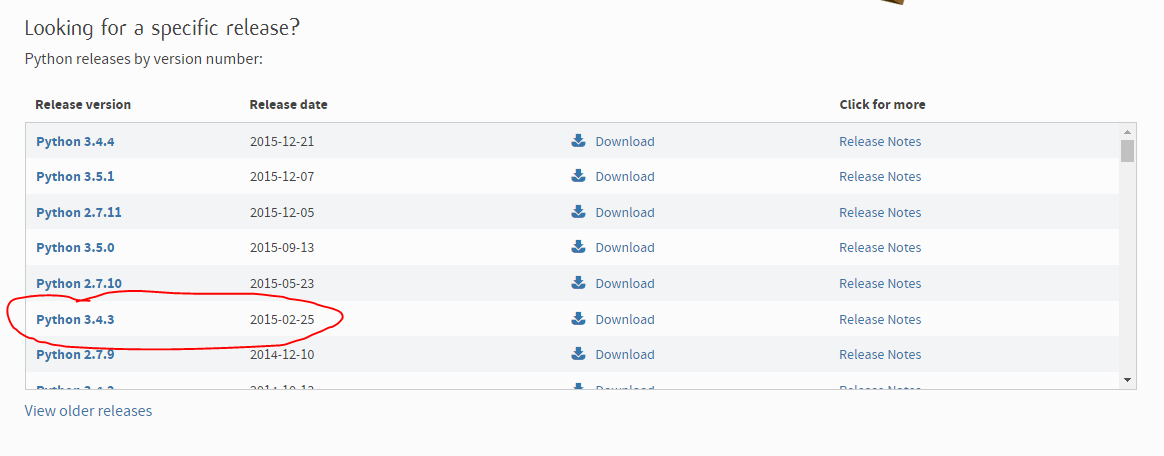 Looking for a specific release?
Python releases by version number:
Release version Release date Click for more
Python 3.4.4 2015-12-21 Download Release Notes
Python 3.5.1 2015-12-07 Download Release Notes
Python 2.7.11 2015-12-05 Download Release Notes
Python 3.5.0 2015-09-13 Download Release Notes
Python 2.7.10 2015-05-23 Download Release Notes
Python 3.4.3 2015-02-25 Download Release Notes
Python 2.7.9 2014-12-10 Download Release Notes
View older releases